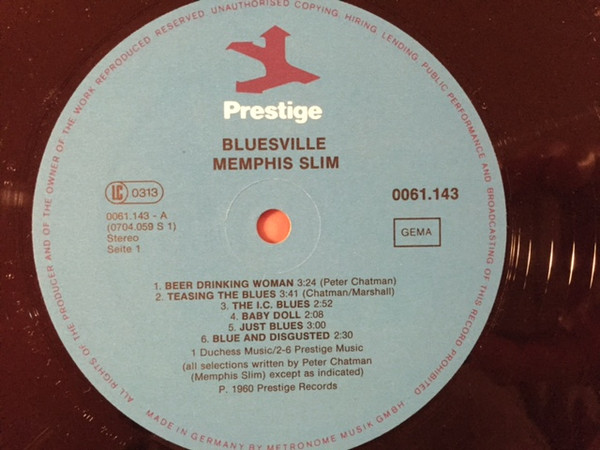 ALL RIGHTS OF THE PRODUCER AND OF THE OWNER OF THE WORK REPRODUCED RESERVED. UNAUTHORISED COPYING, HIRING, LENDING, PUBLIC PERFORMANCE AND BROADCASTING OF THIS RECORD PROHIBITED
Prestige
BLUESVILLE
MEMPHIS SLIM
LC 0313
0061.143 - A
(0704.059 S 1)
Stereo
Seite 1
0061.143
GEMA
1. BEER DRINKING WOMAN 3:24 (Peter Chatman)
2. TEASING THE BLUES 3:41 (Chatman/Marshall)
3. THE I.C. BLUES 2:52
4. BABY DOLL 2:08
5. JUST BLUES 3:00
6. BLUE AND DISGUSTED 2:30
1 Duchess Music/2-6 Prestige Music
(all selections written by Peter Chatman
(Memphis Slim) except as indicated)
P. 1960 Prestige Records
MADE IN GERMANY BY METRONOME MUSIK GMBH